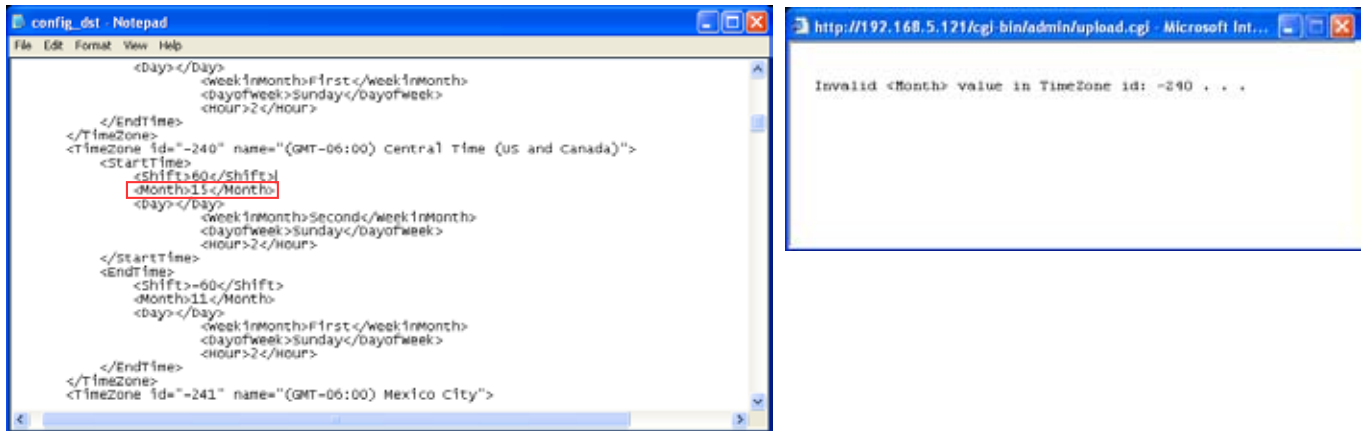 config_dst - Notepad
File Edit Format View Help
<Day></Day>
<WeekInMonth>First</WeekInMonth>
<DayofWeek>Sunday</DayofWeek>
<Hour>2</Hour>
</EndTime>
</TimeZone>
<TimeZone id="-240" name="(GMT-06:00) Central Time (US and Canada)">
<StartTime>
<Shift>60</Shift>
<Month>15</Month>
<Day></Day>
<WeekInMonth>Second</WeekInMonth>
<DayofWeek>Sunday</DayofWeek>
<Hour>2</Hour>
</StartTime>
<EndTime>
<Shift>-60</Shift>
<Month>11</Month>
<Day></Day>
<WeekInMonth>First</WeekInMonth>
<DayofWeek>Sunday</DayofWeek>
<Hour>2</Hour>
</EndTime>
</TimeZone>
<TimeZone id="-241" name="(GMT-06:00) Mexico City">
http://192.168.5.121/cgi-bin/admin/upload.cgi - Microsoft Int...
Invalid <Month> value in TimeZone id: -240 . . .